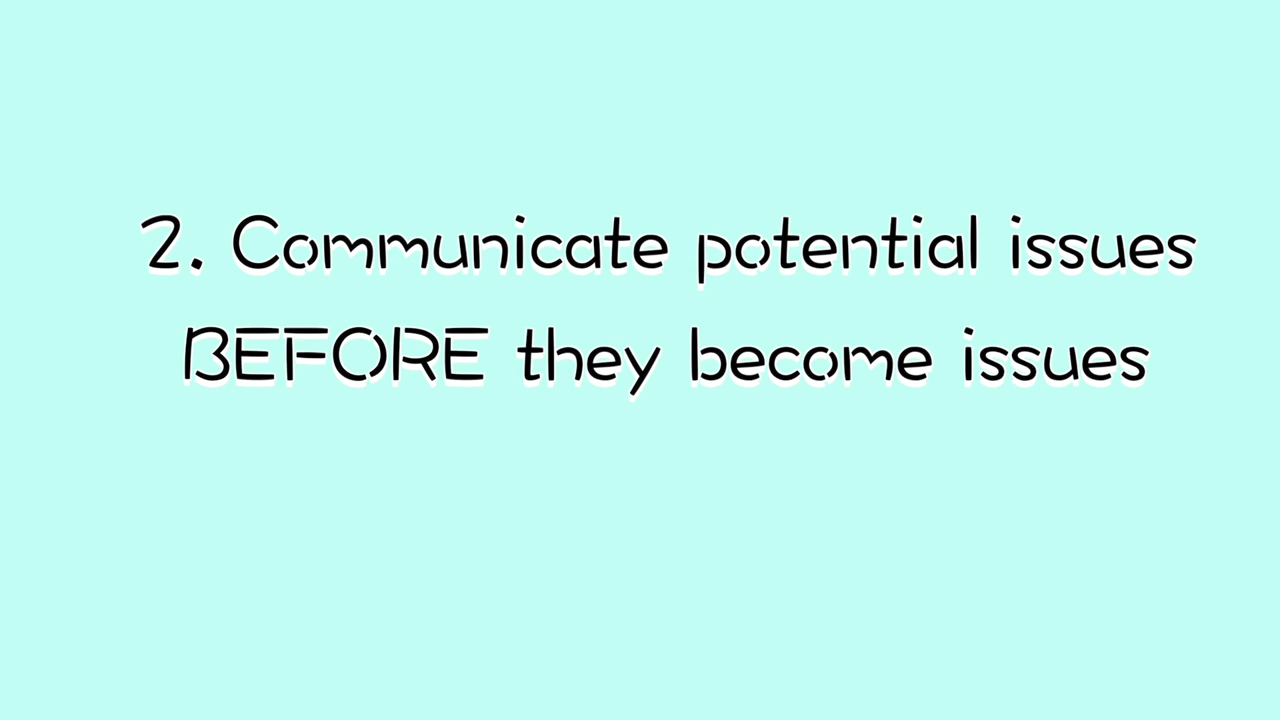 2. Communicate potential issues
BEFORE they become issues